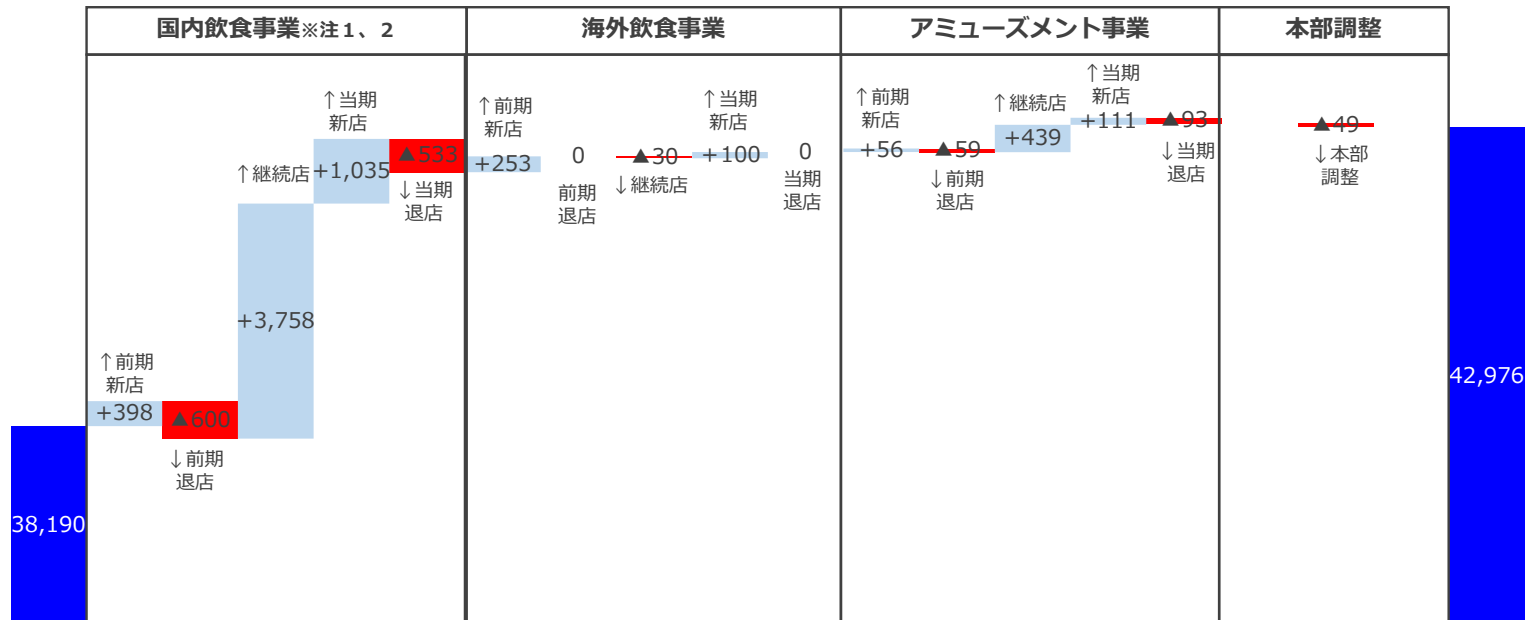 国内飲食事業※注１、２
海外飲食事業
アミューズメント事業
本部調整
38,190
↑前期
新店
+398
▲600
↓前期
退店
↑継続店
+3,758
↑当期
新店
+1,035
▲533
↓当期
退店
↑前期
新店
+253
0
前期
退店
▲30
↓継続店
↑当期
新店
+100
0
当期
退店
↑前期
新店
+56
▲59
↓前期
退店
↑継続店
+439
↑当期
新店
+111
▲93
↓当期
退店
▲49
↓本部
調整
42,976